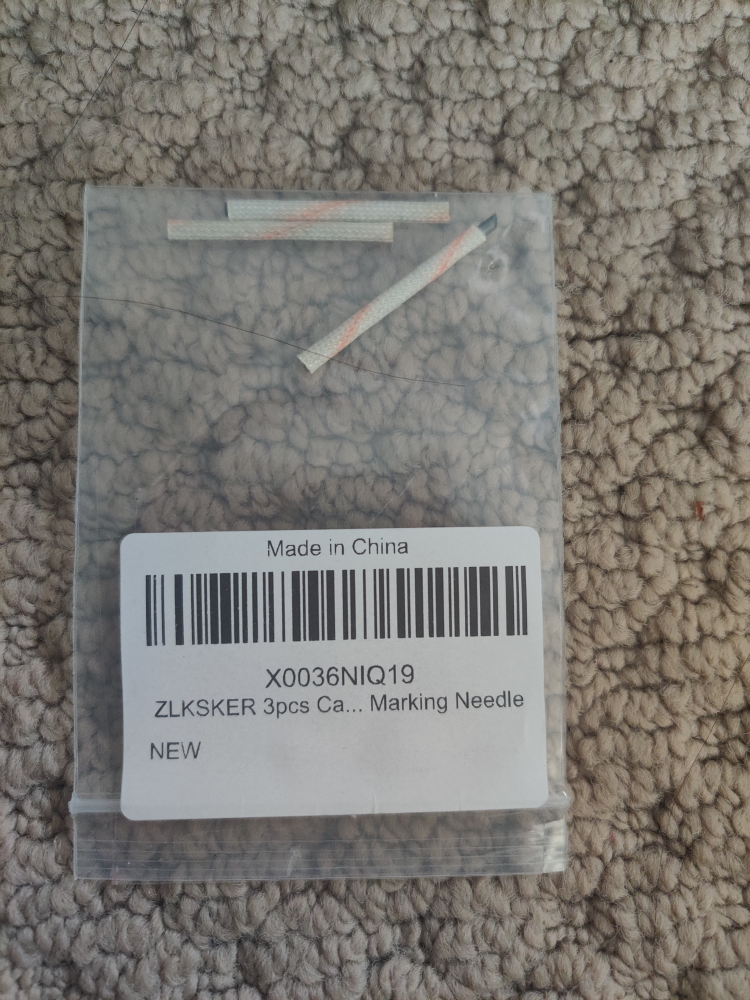 Made in China
X0036NIQ19
ZLKSKER 3pcs Ca... Marking Needle
NEW